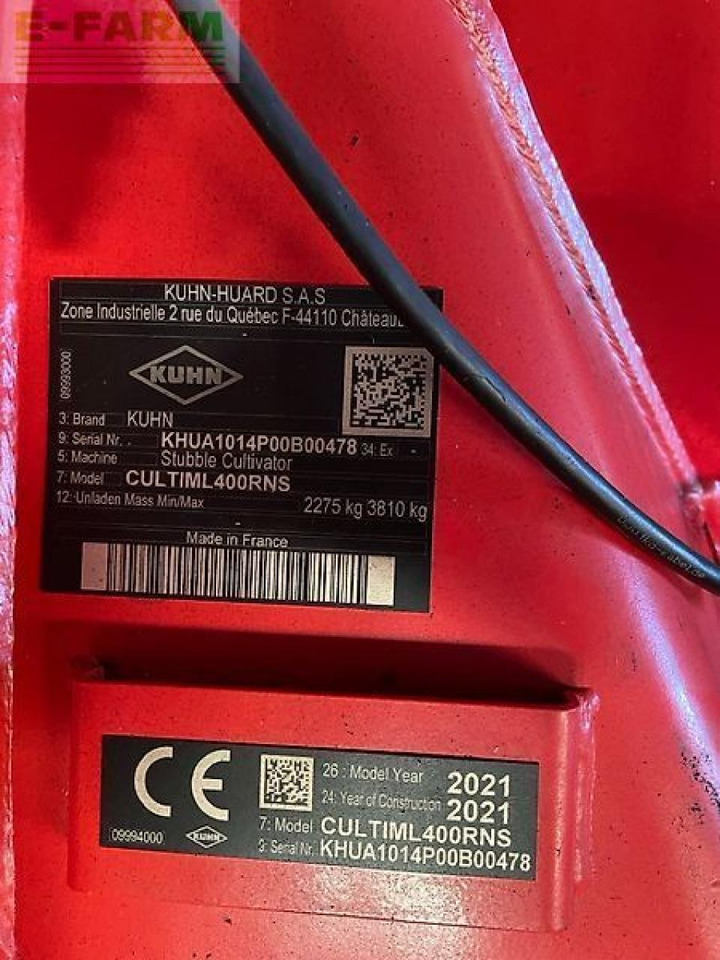 E-FARM
KUHN-HUARD S.A.S
Zone Industrielle 2 rue du Québec F-44110
09993000
KUHN
3: Brand KUHN
9: Serial Nr. . KHUA1014P00B00478 34: Ex -
5: Machine Stubble Cultivator
7: Model CULTIML400RNS
12: Unladen Mass Min/Max 2275 kg 3810 kg
Made in France
CE
26 : Model Year 2021
24: Year of Construction 2021
7: Model CULTIML400RNS
3: Serial Nr. KHUA1014P00B00478
09994000
KUHN